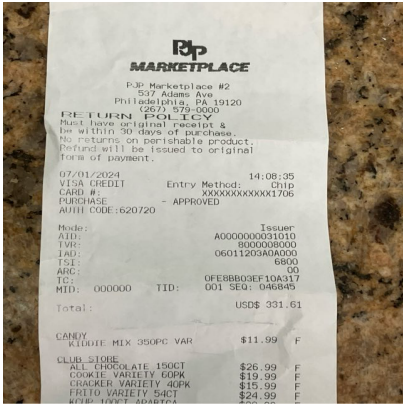 PJP
MARKETPLACE
PJP Marketplace #2
537 Adams Ave
Philadelphia, PA 19120
(267) 579-0000
RETURN POLICY
Must have original receipt &
be within 30 days of purchase.
No returns on perishable product.
Refund will be issued to original
form of payment.
07/01/2024 14:08:35
VISA CREDIT Entry Method: Chip
CARD #: XXXXXXXXXXXX1706
PURCHASE - APPROVED
AUTH CODE:620720
Mode: Issuer
AID: A0000000031010
TVR: 8000008000
IAD: 06011203A0A000
TSI: 6800
ARC: 00
TC: 0FE8BB03EF10A317
MID: 000000 TID: 001 SEQ: 046845
Total: USD$ 331.61
CANDY
KIDDIE MIX 350PC VAR $11.99 F
CLUB STORE
ALL CHOCOLATE 150CT $26.99 F
COOKIE VARIETY 60PK $19.99 F
CRACKER VARIETY 40PK $15.99 F
FRITO VARIETY 54CT $24.99 F
KCUP 100CT ARABICA